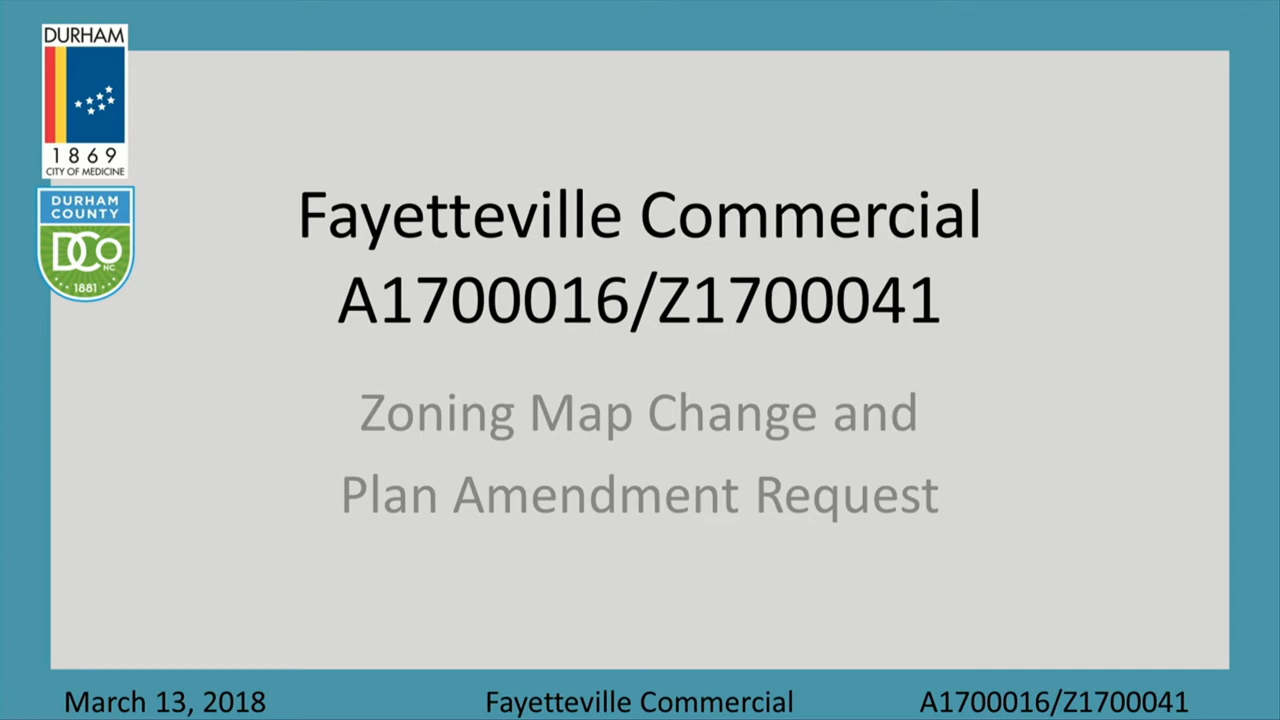 DURHAM
1869
CITY OF MEDICINE
DURHAM
COUNTY
DCo
NC
1881
Fayetteville Commercial
A1700016/Z1700041
Zoning Map Change and
Plan Amendment Request
March 13, 2018
Fayetteville Commercial
A1700016/Z1700041